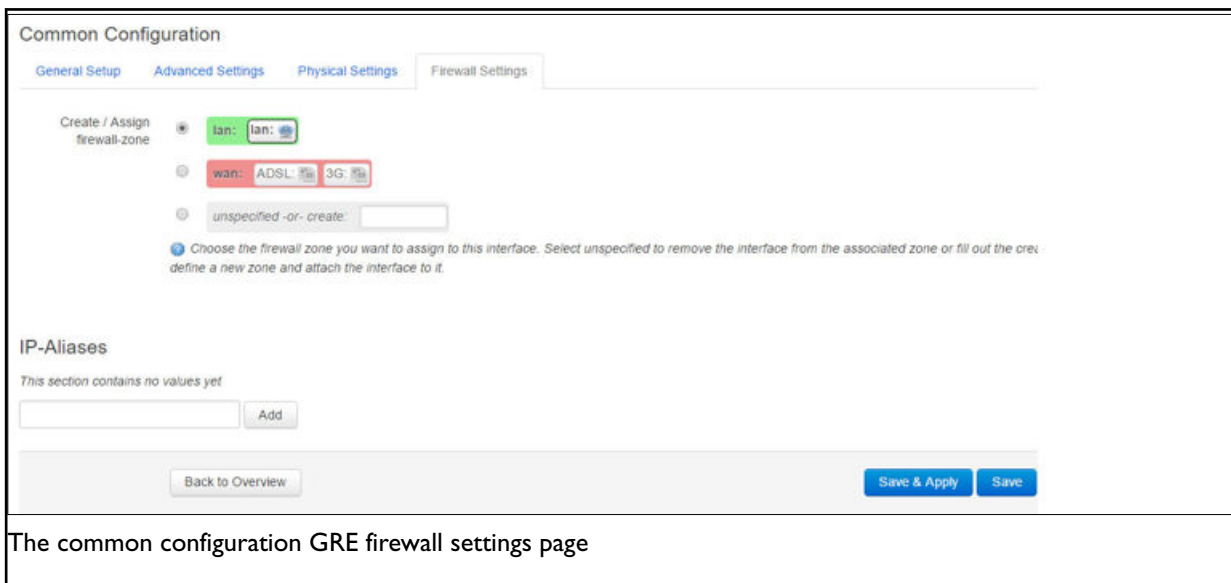 Common Configuration
General Setup Advanced Settings Physical Settings Firewall Settings
Create / Assign firewall-zone
lan: lan:
wan: ADSL: 3G:
unspecified -or- create:
Choose the firewall zone you want to assign to this interface. Select unspecified to remove the interface from the associated zone or fill out the
define a new zone and attach the interface to it.
IP-Aliases
This section contains no values yet
Add
Back to Overview Save & Apply Save
The common configuration GRE firewall settings page